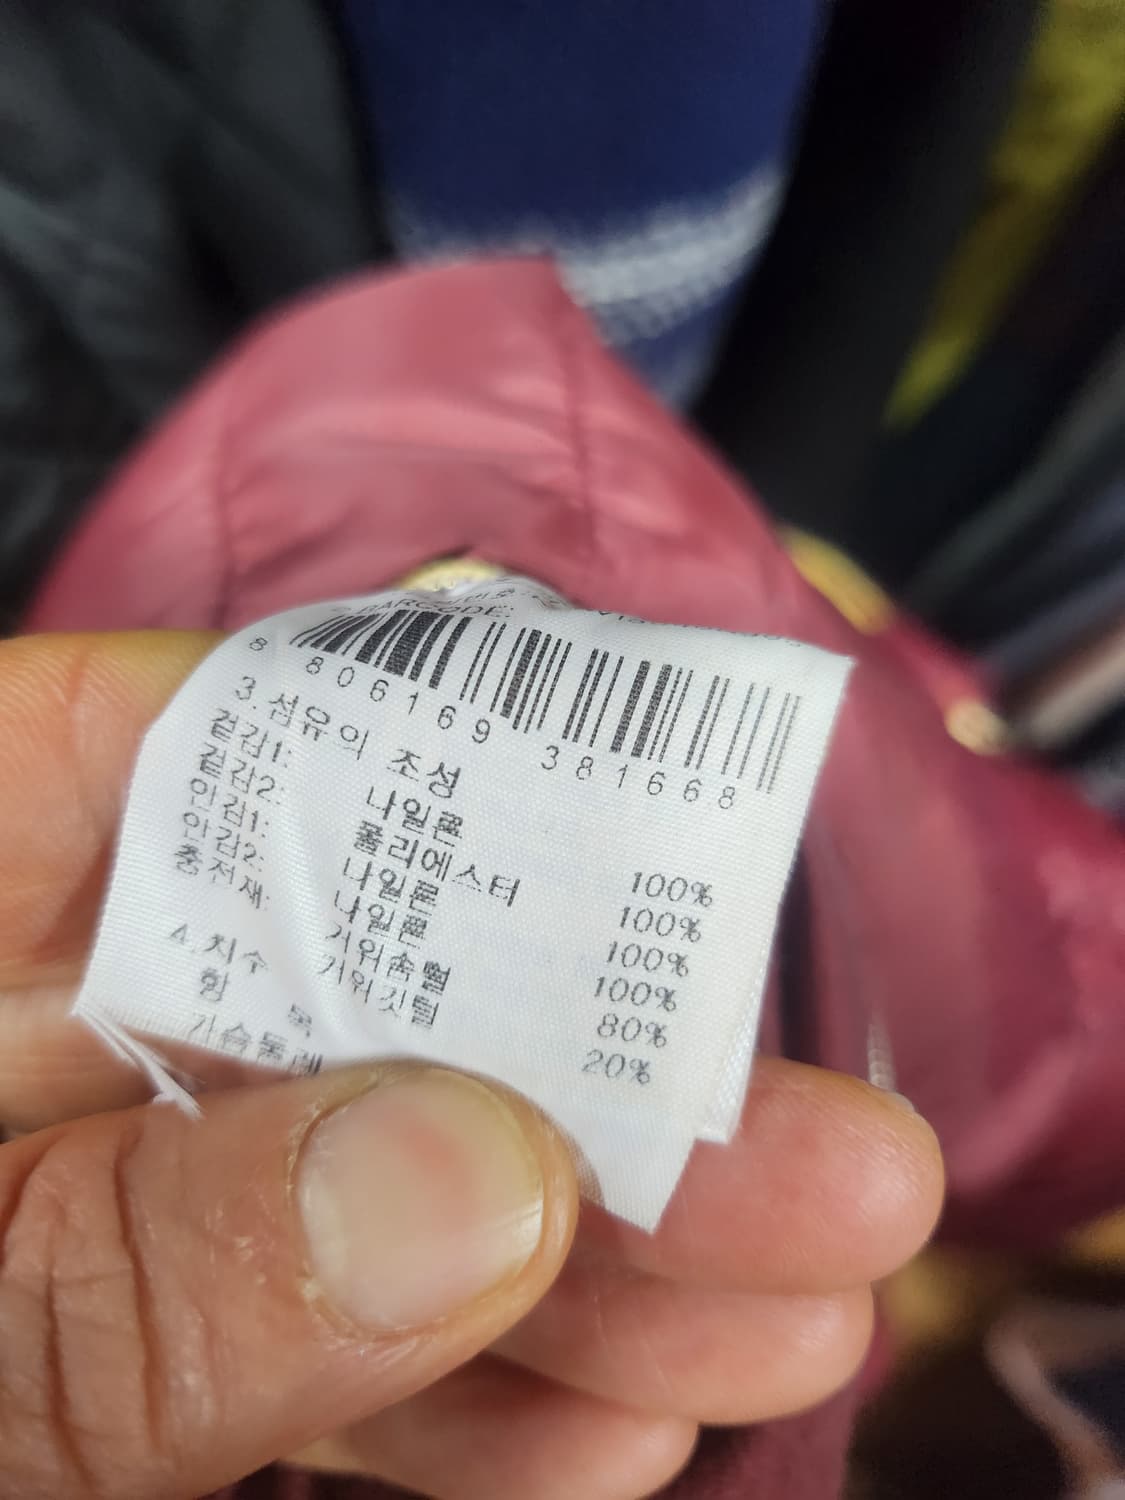 BARCODE:
8 806169 381668
3. 섬유의 조성
겉감1: 나일론 100%
겉감2: 폴리에스터 100%
안감1: 나일론 100%
안감2: 나일론 100%
충전재: 거위솜털 80%
거위깃털 20%
4. 치수
항 목
가슴둘레